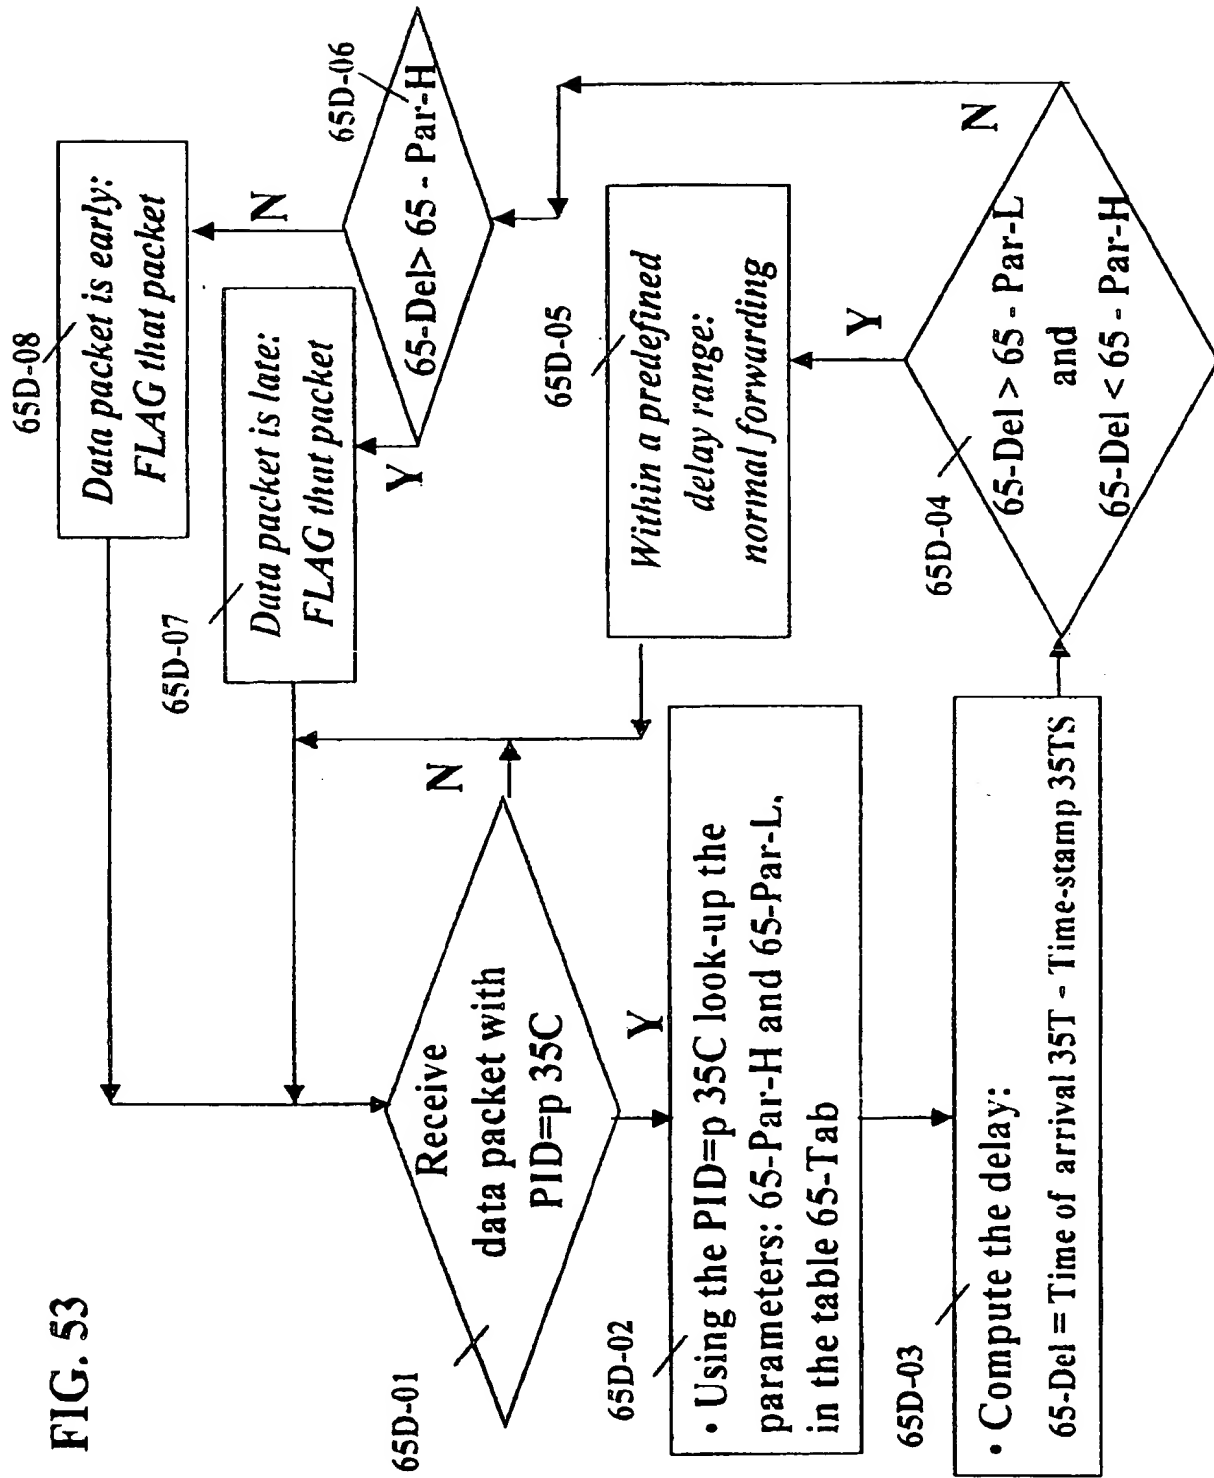 FIG. 53
65D-01
Receive
data packet with
PID=p 35C
N
Y
65D-02
• Using the PID=p 35C look-up the
parameters: 65-Par-H and 65-Par-L,
in the table 65-Tab
65D-03
• Compute the delay:
65-Del = Time of arrival 35T - Time-stamp 35TS
65D-04
65-Del > 65 - Par-L
and
65-Del < 65 - Par-H
Y
N
65D-05
Within a predefined
delay range:
normal forwarding
65D-06
65-Del> 65 - Par-H
Y
N
65D-07
Data packet is late:
FLAG that packet
65D-08
Data packet is early:
FLAG that packet